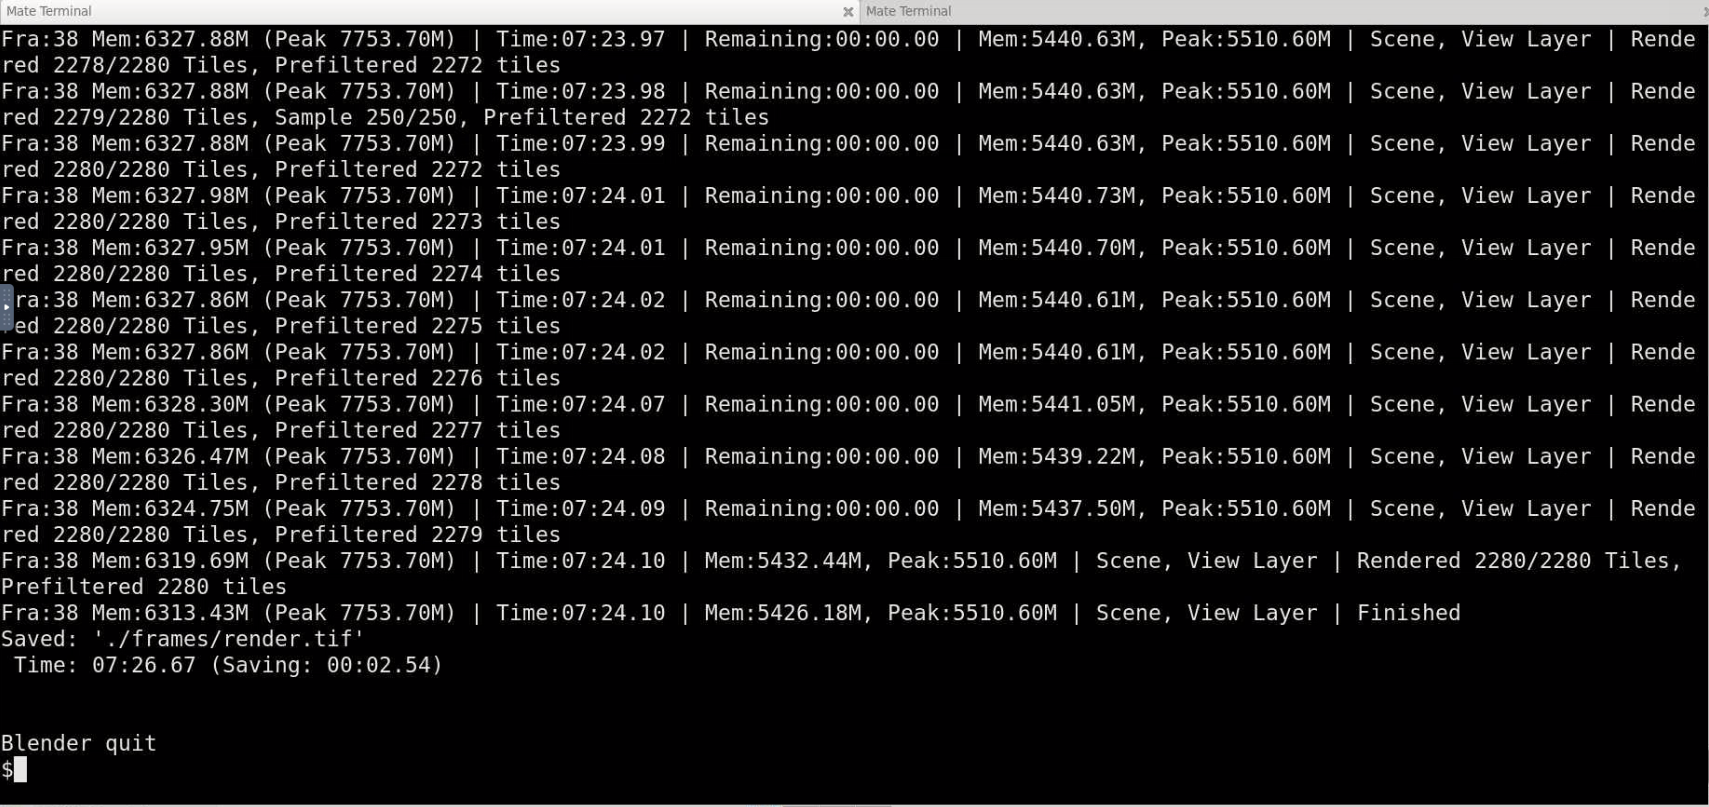 Mate Terminal
Mate Terminal
Fra:38 Mem:6327.88M (Peak 7753.70M) | Time:07:23.97 | Remaining:00:00.00 | Mem:5440.63M, Peak:5510.60M | Scene, View Layer | Rende
red 2278/2280 Tiles, Prefiltered 2272 tiles
Fra:38 Mem:6327.88M (Peak 7753.70M) | Time:07:23.98 | Remaining:00:00.00 | Mem:5440.63M, Peak:5510.60M | Scene, View Layer | Rende
red 2279/2280 Tiles, Sample 250/250, Prefiltered 2272 tiles
Fra:38 Mem:6327.88M (Peak 7753.70M) | Time:07:23.99 | Remaining:00:00.00 | Mem:5440.63M, Peak:5510.60M | Scene, View Layer | Rende
red 2280/2280 Tiles, Prefiltered 2272 tiles
Fra:38 Mem:6327.98M (Peak 7753.70M) | Time:07:24.01 | Remaining:00:00.00 | Mem:5440.73M, Peak:5510.60M | Scene, View Layer | Rende
red 2280/2280 Tiles, Prefiltered 2273 tiles
Fra:38 Mem:6327.95M (Peak 7753.70M) | Time:07:24.01 | Remaining:00:00.00 | Mem:5440.70M, Peak:5510.60M | Scene, View Layer | Rende
red 2280/2280 Tiles, Prefiltered 2274 tiles
Fra:38 Mem:6327.86M (Peak 7753.70M) | Time:07:24.02 | Remaining:00:00.00 | Mem:5440.61M, Peak:5510.60M | Scene, View Layer | Rende
red 2280/2280 Tiles, Prefiltered 2275 tiles
Fra:38 Mem:6327.86M (Peak 7753.70M) | Time:07:24.02 | Remaining:00:00.00 | Mem:5440.61M, Peak:5510.60M | Scene, View Layer | Rende
red 2280/2280 Tiles, Prefiltered 2276 tiles
Fra:38 Mem:6328.30M (Peak 7753.70M) | Time:07:24.07 | Remaining:00:00.00 | Mem:5441.05M, Peak:5510.60M | Scene, View Layer | Rende
red 2280/2280 Tiles, Prefiltered 2277 tiles
Fra:38 Mem:6326.47M (Peak 7753.70M) | Time:07:24.08 | Remaining:00:00.00 | Mem:5439.22M, Peak:5510.60M | Scene, View Layer | Rende
red 2280/2280 Tiles, Prefiltered 2278 tiles
Fra:38 Mem:6324.75M (Peak 7753.70M) | Time:07:24.09 | Remaining:00:00.00 | Mem:5437.50M, Peak:5510.60M | Scene, View Layer | Rende
red 2280/2280 Tiles, Prefiltered 2279 tiles
Fra:38 Mem:6319.69M (Peak 7753.70M) | Time:07:24.10 | Mem:5432.44M, Peak:5510.60M | Scene, View Layer | Rendered 2280/2280 Tiles,
Prefiltered 2280 tiles
Fra:38 Mem:6313.43M (Peak 7753.70M) | Time:07:24.10 | Mem:5426.18M, Peak:5510.60M | Scene, View Layer | Finished
Saved: './frames/render.tif'
Time: 07:26.67 (Saving: 00:02.54)
Blender quit
$